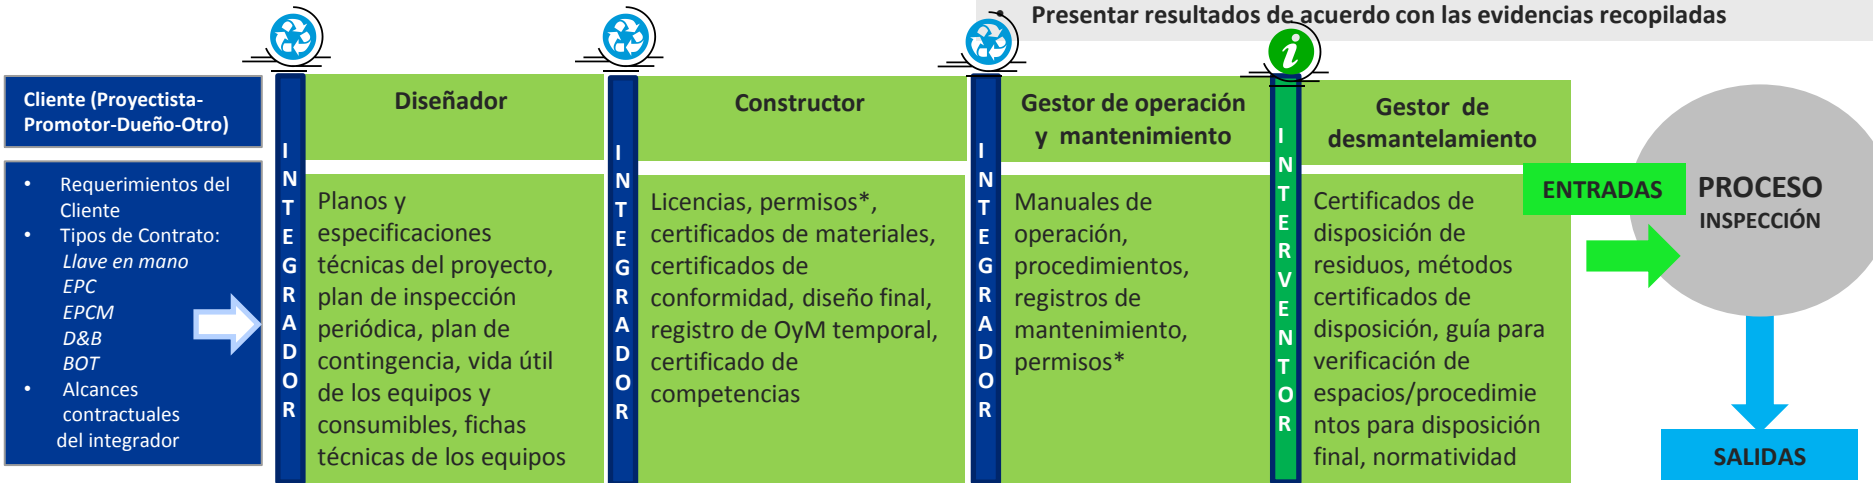 • Presentar resultados de acuerdo con las evidencias recopiladas
Cliente (Proyectista-
Promotor-Dueño-Otro)
• Requerimientos del
Cliente
• Tipos de Contrato:
Llave en mano
EPC
EPCM
D&B
BOT
• Alcances
contractuales
del integrador
I
N
T
E
G
R
A
D
O
R
Diseñador
Planos y
especificaciones
técnicas del proyecto,
plan de inspección
periódica, plan de
contingencia, vida útil
de los equipos y
consumibles, fichas
técnicas de los equipos
I
N
T
E
G
R
A
D
O
R
Constructor
Licencias, permisos*,
certificados de materiales,
certificados de
conformidad, diseño final,
registro de OyM temporal,
certificado de
competencias
I
N
T
E
G
R
A
D
O
R
Gestor de operación
y mantenimiento
Manuales de
operación,
procedimientos,
registros de
mantenimiento,
permisos*
i
I
N
T
E
R
V
E
N
T
O
R
Gestor de
desmantelamiento
Certificados de
disposición de
residuos, métodos
certificados de
disposición, guía para
verificación de
espacios/procedimie
ntos para disposición
final, normatividad
ENTRADAS
PROCESO
INSPECCIÓN
SALIDAS